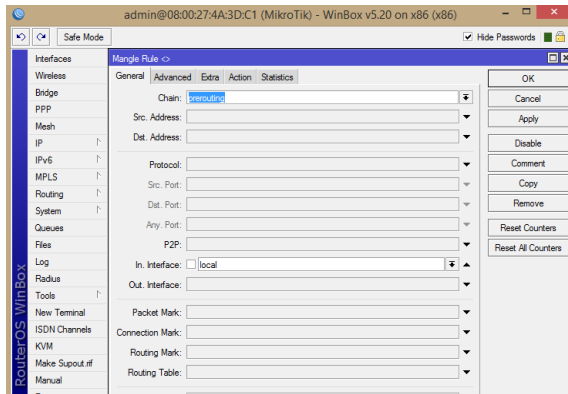 admin@08:00:27:4A:3D:C1 (MikroTik) - WinBox v5.20 on x86 (x86)
Safe Mode
Hide Passwords
RouterOS WinBox
Interfaces
Wireless
Bridge
PPP
Mesh
IP
IPv6
MPLS
Routing
System
Queues
Files
Log
Radius
Tools
New Terminal
ISDN Channels
KVM
Make Supout.rif
Manual
Mangle Rule <>
General Advanced Extra Action Statistics
Chain: prerouting
Src. Address:
Dst. Address:
Protocol:
Src. Port:
Dst. Port:
Any. Port:
P2P:
In. Interface: local
Out. Interface:
Packet Mark:
Connection Mark:
Routing Mark:
Routing Table:
OK
Cancel
Apply
Disable
Comment
Copy
Remove
Reset Counters
Reset All Counters